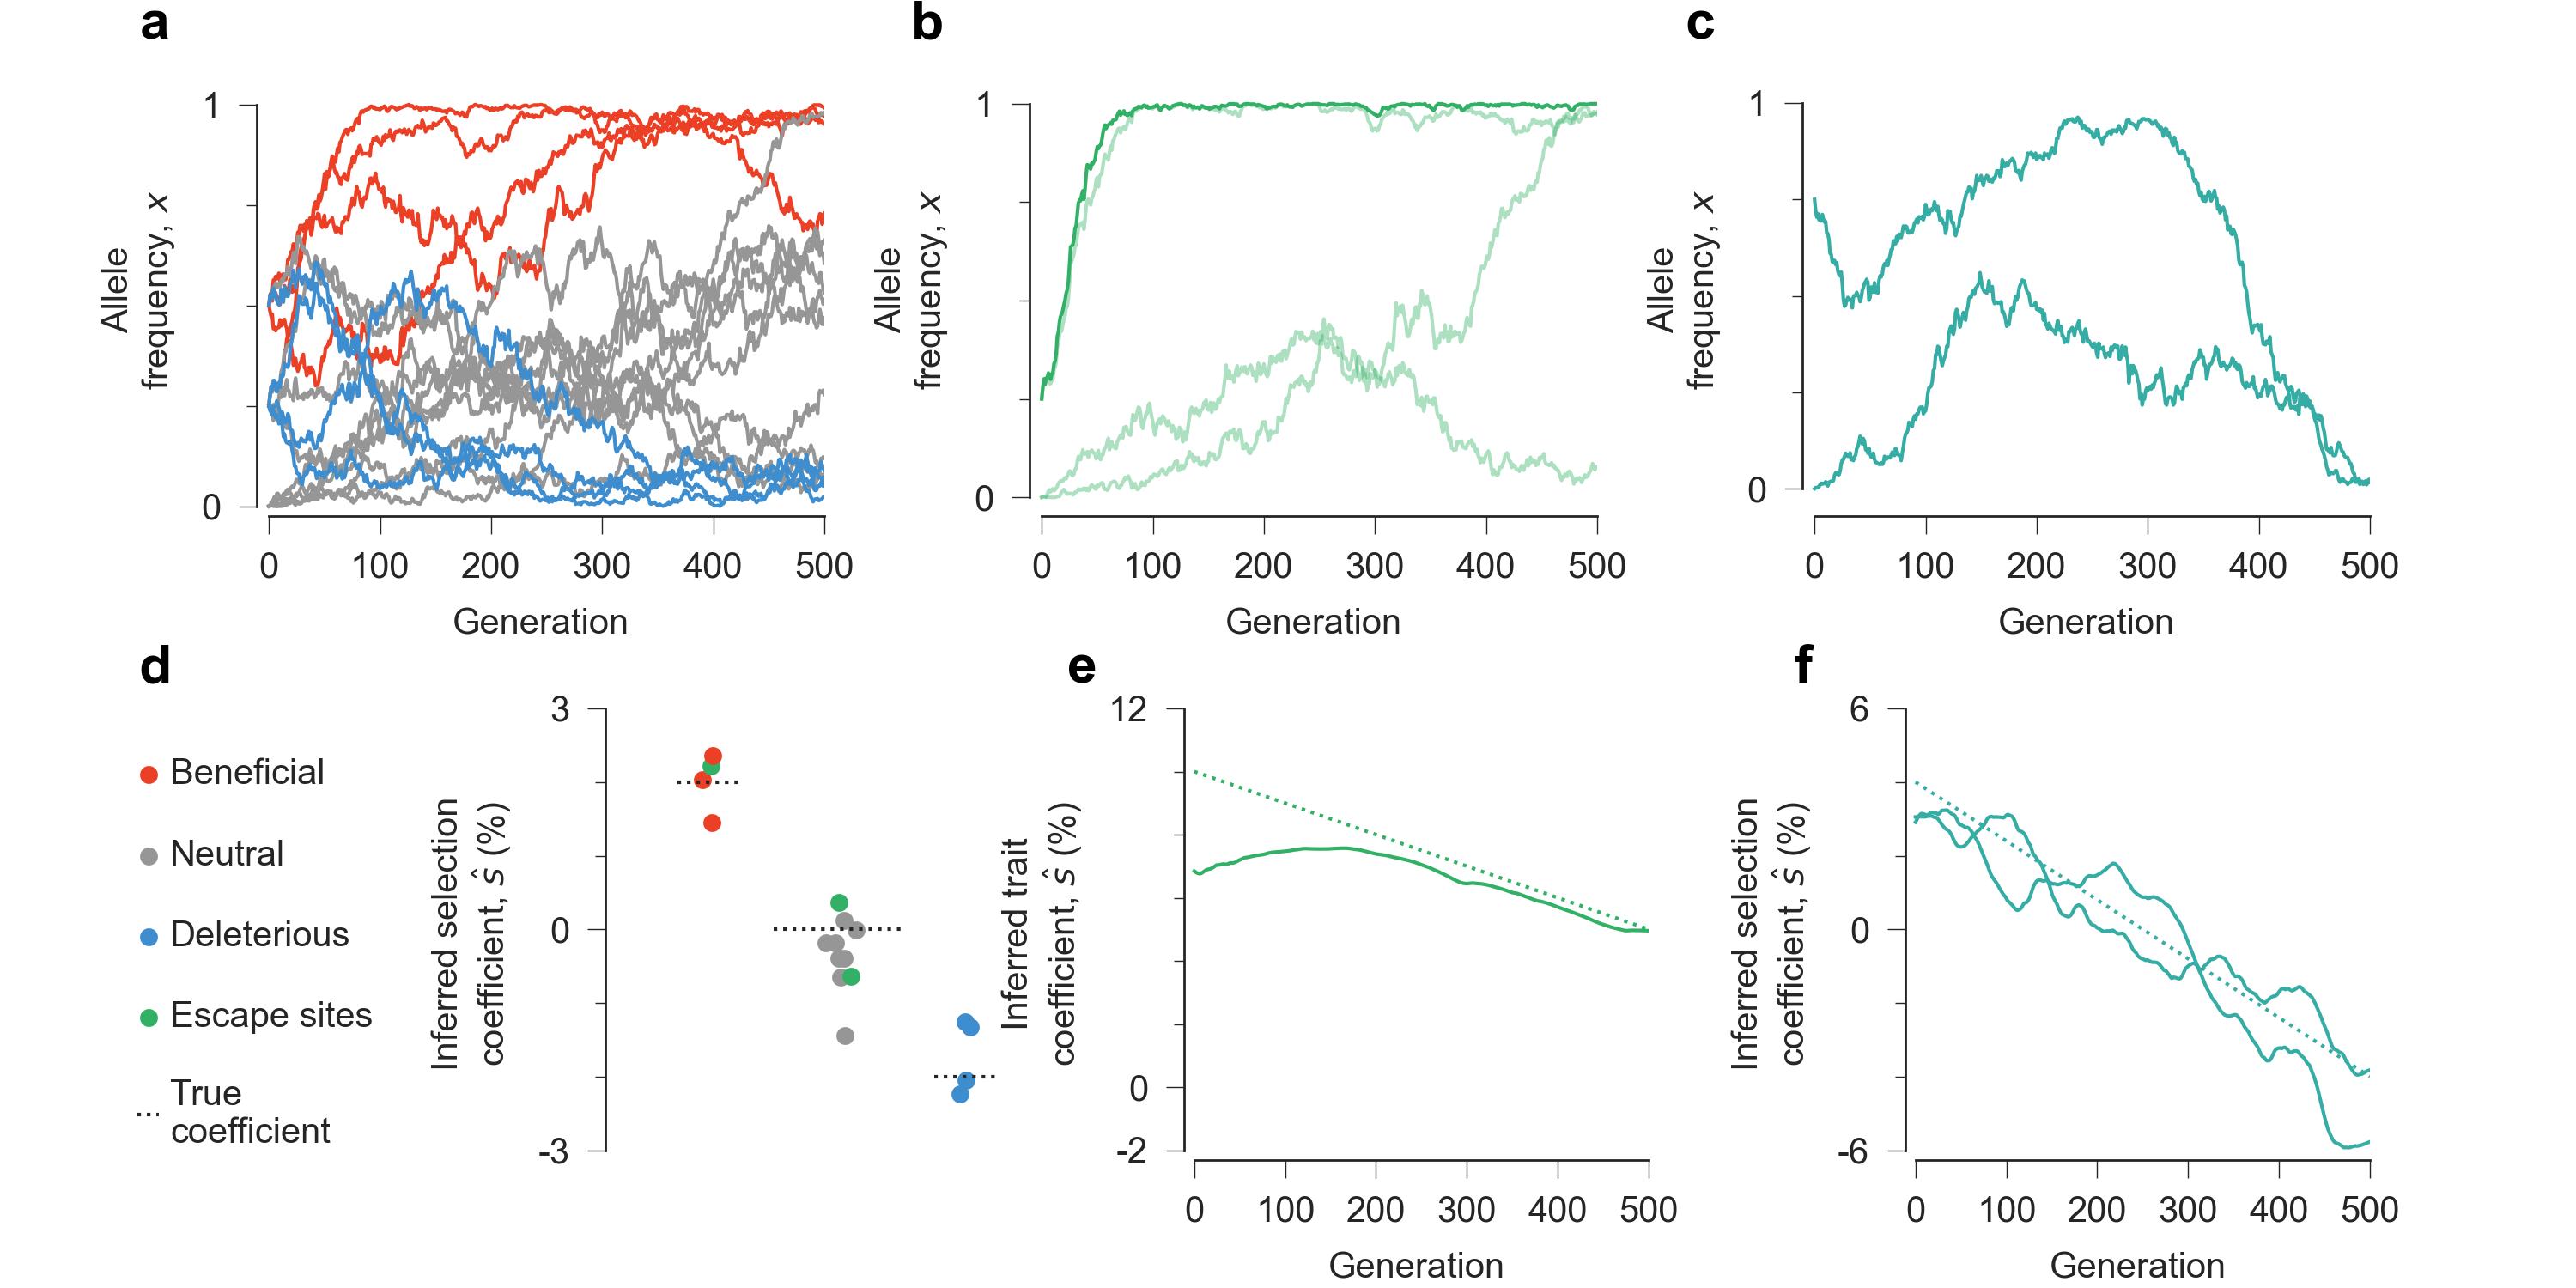 a
1
0
Allele
frequency, x
0 100 200 300 400 500
Generation
b
1
0
Allele
frequency, x
0 100 200 300 400 500
Generation
c
1
0
Allele
frequency, x
0 100 200 300 400 500
Generation
d
Beneficial
Neutral
Deleterious
Escape sites
True
coefficient
3
0
-3
Inferred selection
coefficient, ŝ (%)
e
12
0
-2
Inferred trait
coefficient, ŝ (%)
0 100 200 300 400 500
Generation
f
6
0
-6
Inferred selection
coefficient, ŝ (%)
0 100 200 300 400 500
Generation